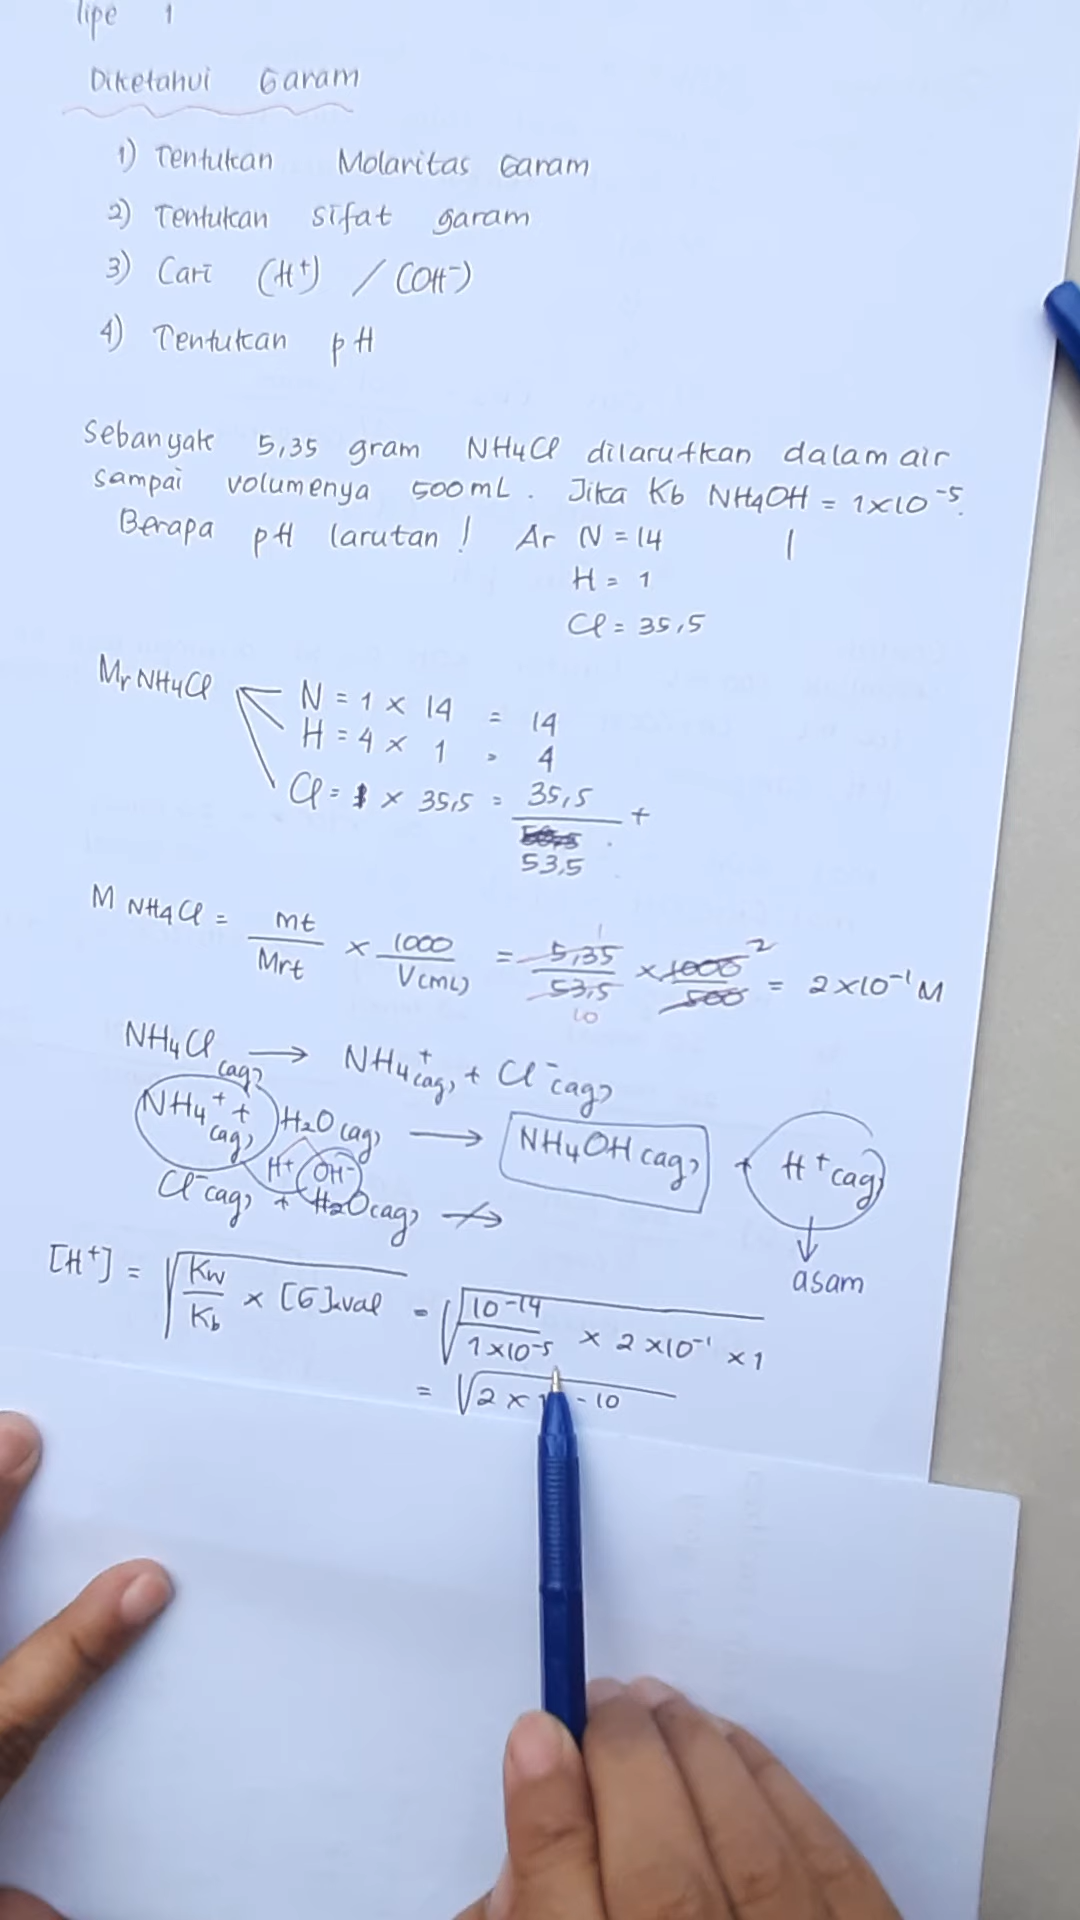 Tipe 1
Diketahui Garam
1) Tentukan Molaritas Garam
2) Tentukan sifat garam
3) Cari (H⁺) / (OH⁻)
4) Tentukan pH
Sebanyak 5,35 gram NH4Cl dilarutkan dalam air
sampai volumenya 500 mL. Jika Kb NH4OH = 1x10⁻⁵.
Berapa pH larutan! Ar N = 14
H = 1
Cl = 35,5
Mr NH4Cl N = 1 x 14 = 14
H = 4 x 1 = 4
Cl = 1 x 35,5 = 35,5 +
53,5
M NH4Cl = mt/Mrt x 1000/V(mL) = 5,35/53,5 x 1000/500 = 2x10⁻¹ M
1 10 2
NH4Cl (aq) → NH4⁺ (aq) + Cl⁻ (aq)
NH4⁺ (aq) + H2O (aq) → NH4OH (aq) + H⁺ (aq)
H⁺ OH⁻
Cl⁻ (aq) + H2O (aq) ↛
asam
[H⁺] = √Kw/Kb x [G].val = √10⁻¹⁴/1x10⁻⁵ x 2x10⁻¹ x 1
= √2 x -10